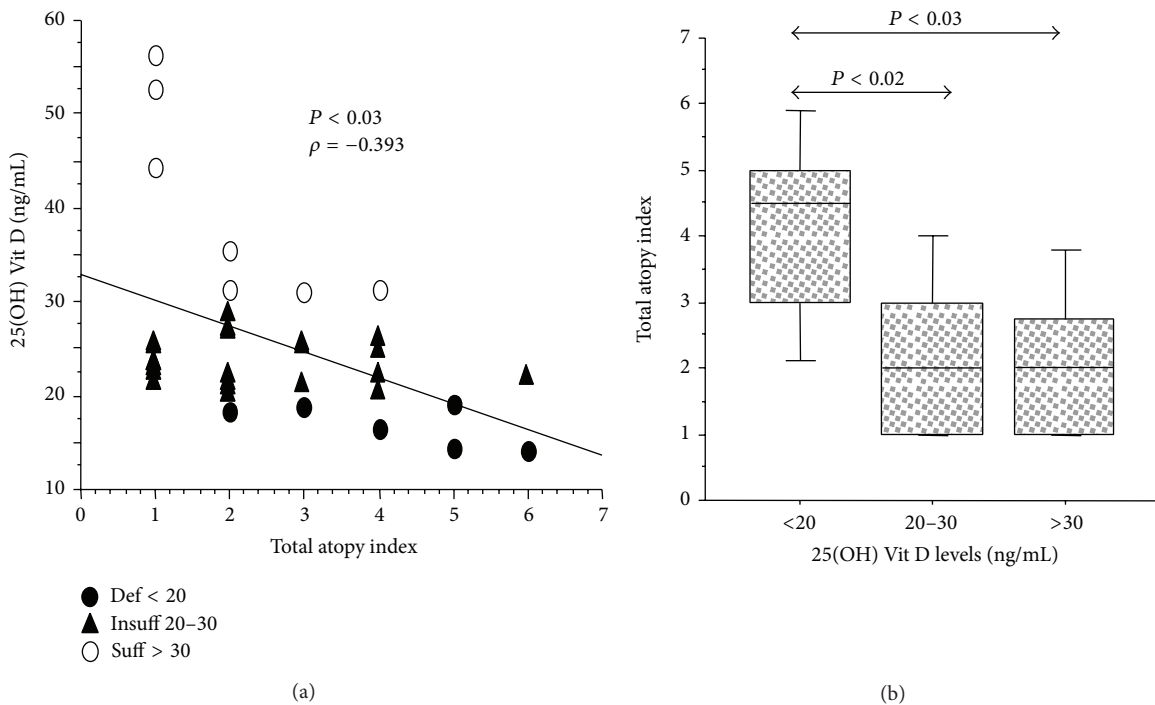 60
50
40
30
20
10
25(OH) Vit D (ng/mL)
P < 0.03
ρ = −0.393
0 1 2 3 4 5 6 7
Total atopy index
Def < 20
Insuff 20–30
Suff > 30
(a)
P < 0.03
P < 0.02
7
6
5
4
3
2
1
0
Total atopy index
<20 20–30 >30
25(OH) Vit D levels (ng/mL)
(b)